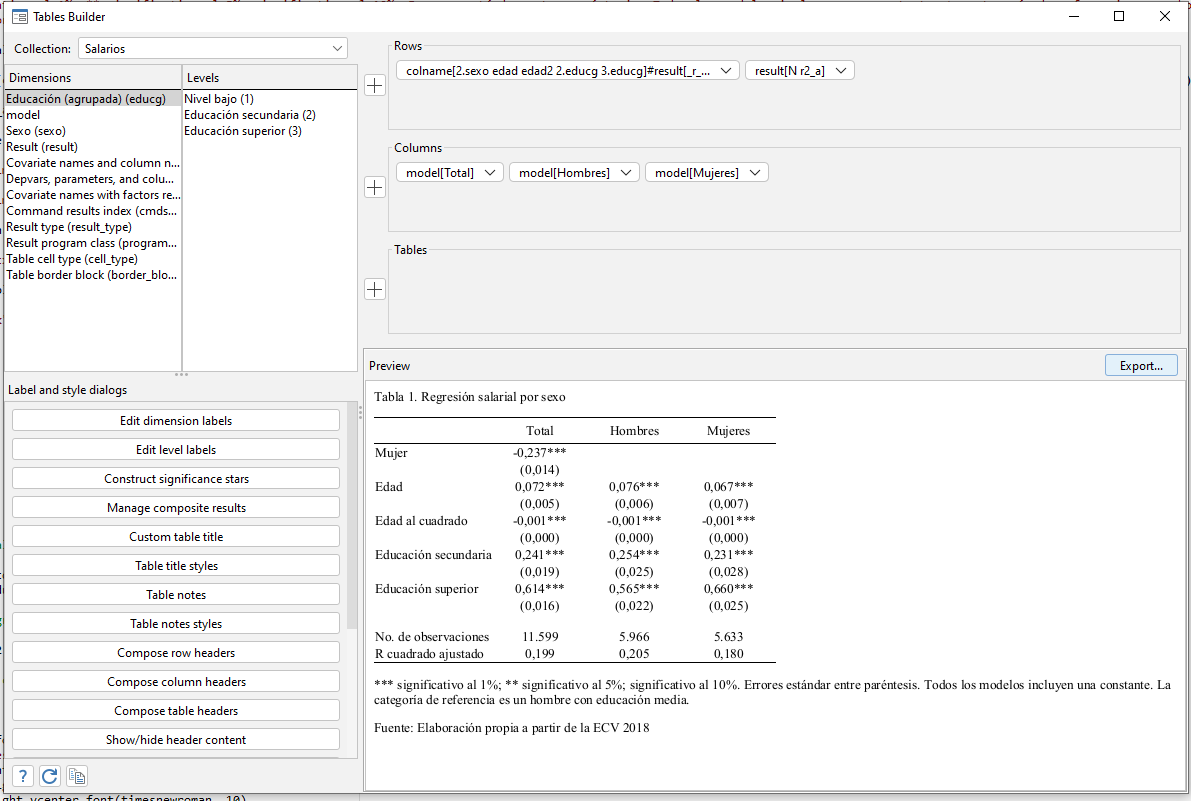 Tables Builder
Collection: Salarios
Dimensions Levels
Educación (agrupada) (educg) Nivel bajo (1)
model Educación secundaria (2)
Sexo (sexo) Educación superior (3)
Result (result)
Covariate names and column n...
Depvars, parameters, and colu...
Covariate names with factors re...
Command results index (cmds...
Result type (result_type)
Result program class (program...
Table cell type (cell_type)
Table border block (border_blo...
Label and style dialogs
Edit dimension labels
Edit level labels
Construct significance stars
Manage composite results
Custom table title
Table title styles
Table notes
Table notes styles
Compose row headers
Compose column headers
Compose table headers
Show/hide header content
?
Rows
colname[2.sexo edad edad2 2.educg 3.educg]#result[_r_... result[N r2_a]
Columns
model[Total] model[Hombres] model[Mujeres]
Tables
Preview Export...
Tabla 1. Regresión salarial por sexo
Total Hombres Mujeres
Mujer -0,237***
(0,014)
Edad 0,072*** 0,076*** 0,067***
(0,005) (0,006) (0,007)
Edad al cuadrado -0,001*** -0,001*** -0,001***
(0,000) (0,000) (0,000)
Educación secundaria 0,241*** 0,254*** 0,231***
(0,019) (0,025) (0,028)
Educación superior 0,614*** 0,565*** 0,660***
(0,016) (0,022) (0,025)
No. de observaciones 11.599 5.966 5.633
R cuadrado ajustado 0,199 0,205 0,180
*** significativo al 1%; ** significativo al 5%; significativo al 10%. Errores estándar entre paréntesis. Todos los modelos incluyen una constante. La
categoría de referencia es un hombre con educación media.
Fuente: Elaboración propia a partir de la ECV 2018